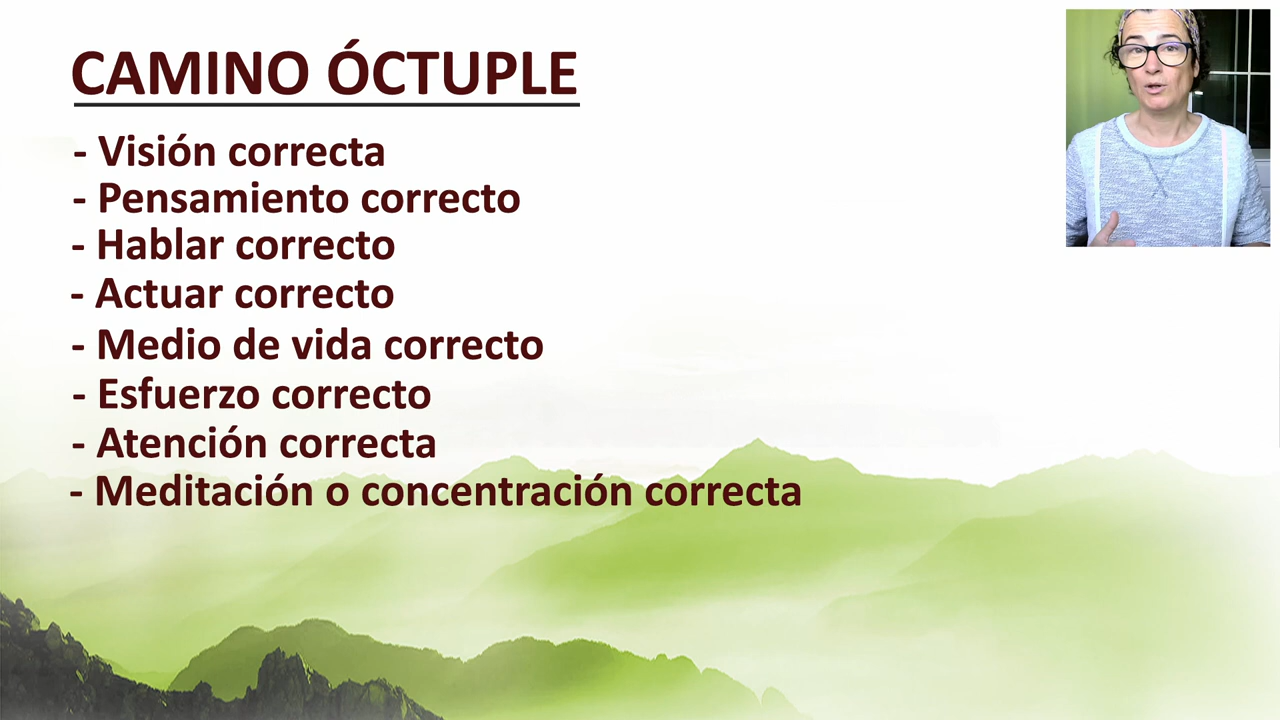 CAMINO ÓCTUPLE
- Visión correcta
- Pensamiento correcto
- Hablar correcto
- Actuar correcto
- Medio de vida correcto
- Esfuerzo correcto
- Atención correcta
- Meditación o concentración correcta